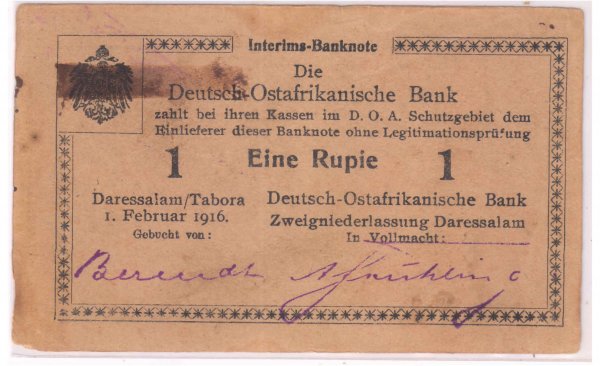 Interims-Banknote
Die
Deutsch-Ostafrikanische Bank
zahlt bei ihren Kassen im D. O. A. Schutzgebiet dem
Einlieferer dieser Banknote ohne Legitimationsprüfung
1 Eine Rupie 1
Daressalam/Tabora
1. Februar 1916.
Gebucht von:
Deutsch-Ostafrikanische Bank
Zweigniederlassung Daressalam
In Vollmacht:
Berendt